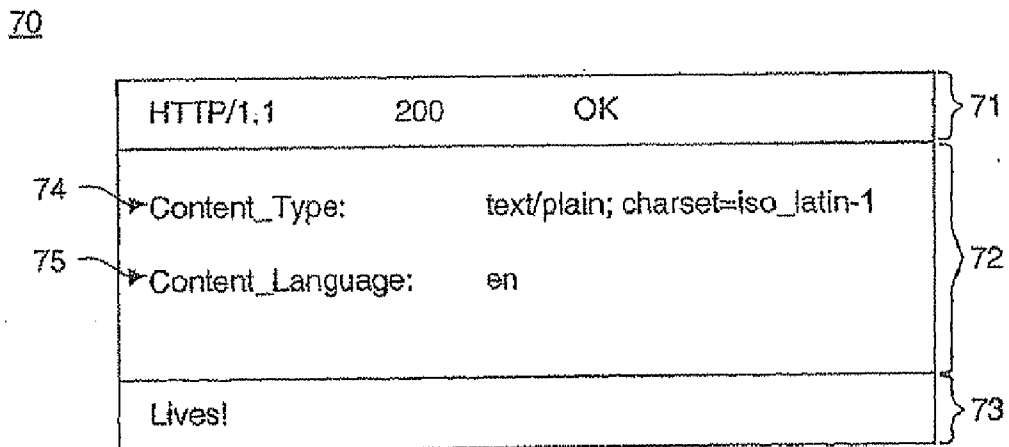 70
HTTP/1.1 200 OK 71
74 Content_Type: text/plain; charset=iso_latin-1
72
75 Content_Language: en
Lives! 73